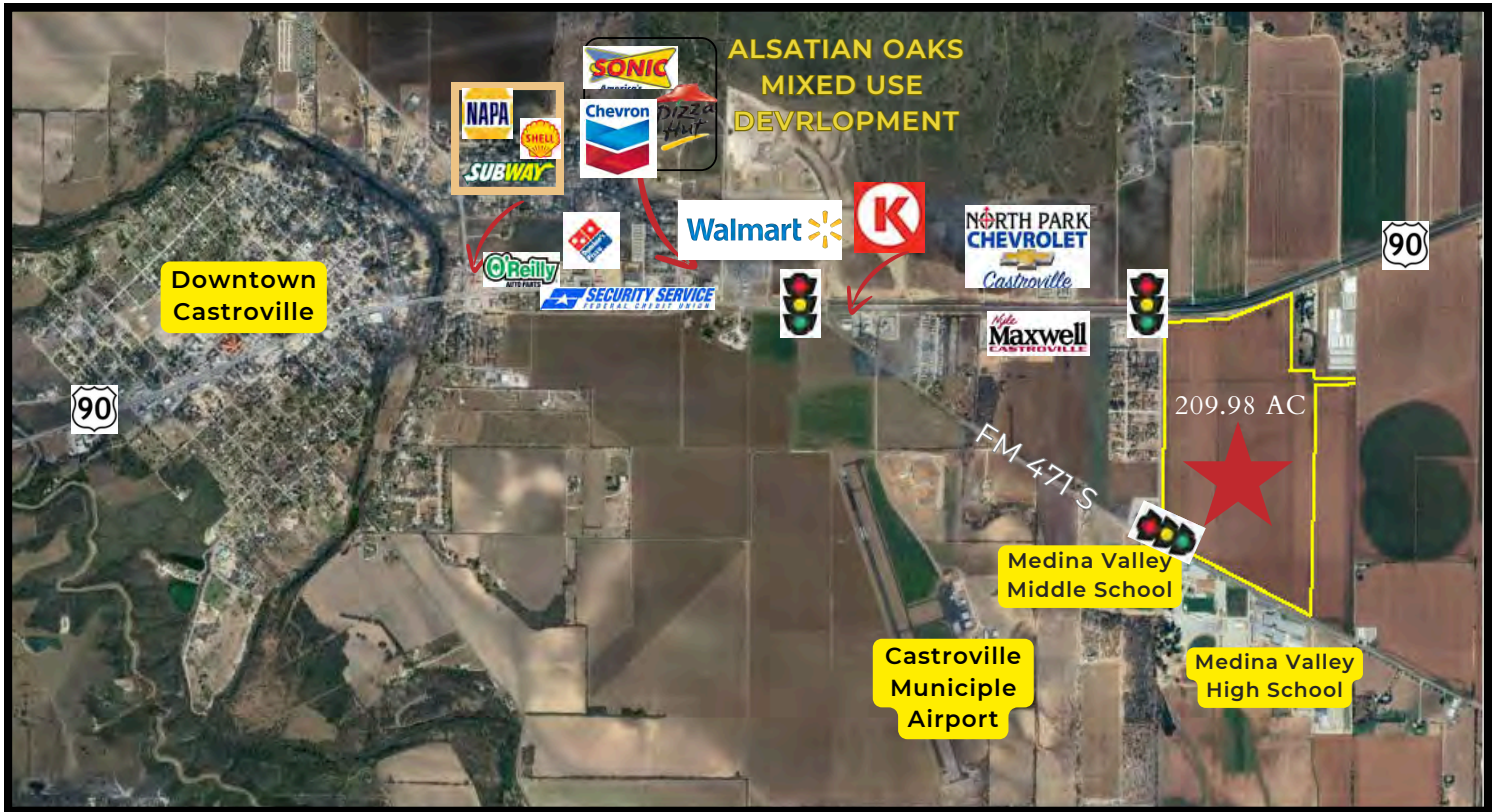 ALSATIAN OAKS
MIXED USE
DEVRLOPMENT
SONIC
America's
Chevron
Pizza
Hut
NAPA
SHELL
SUBWAY
Walmart
K
NORTH PARK
CHEVROLET
Castroville
90
O'Reilly
AUTO PARTS
SECURITY SERVICE
FEDERAL CREDIT UNION
Nyle
Maxwell
CASTROVILLE
Downtown
Castroville
90
209.98 AC
FM 471 S
Medina Valley
Middle School
Castroville
Municiple
Airport
Medina Valley
High School